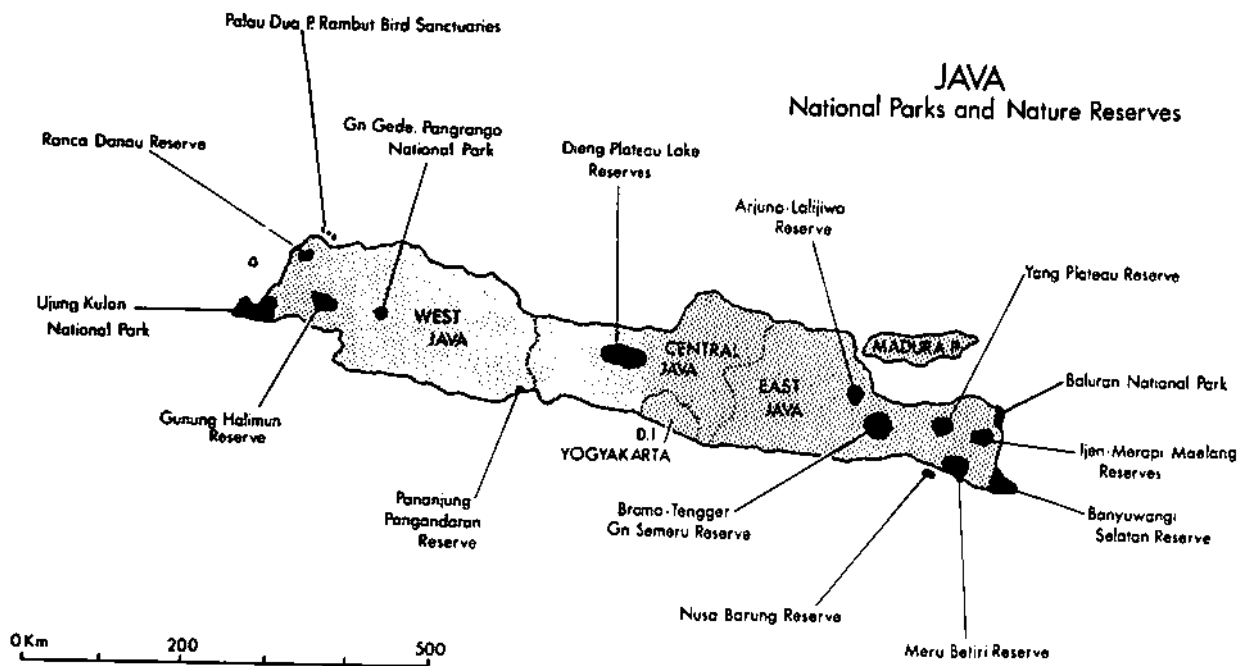 Palau Dua P. Rambut Bird Sanctuaries
JAVA
National Parks and Nature Reserves
Ranca Danau Reserve
Gn Gede. Pangrango
National Park
Dieng Plateau Lake
Reserves
Arjuno-Lalijiwo
Reserve
Yang Plateau Reserve
Ujung Kulon
National Park
WEST
JAVA
CENTRAL
JAVA
MADURA P.
EAST
JAVA
Baluran National Park
Gunung Halimun
Reserve
D.I
YOGYAKARTA
Ijen-Merapi Maelang
Reserves
Pananjung
Pangandaran
Reserve
Bramo-Tengger
Gn Semeru Reserve
Banyuwangi
Selatan Reserve
Nusa Barung Reserve
Meru Betiri Reserve
0 Km 200 500